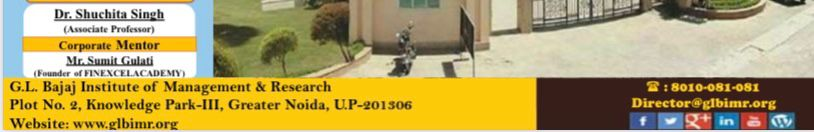 Dr. Shuchita Singh
(Associate Professor)
Corporate Mentor
Mr. Sumit Gulati
(Founder of FINEXCELACADEMY)
G.L. Bajaj Institute of Management & Research
Plot No. 2, Knowledge Park-III, Greater Noida, U.P-201306
Website: www.glbimr.org
☎ : 8010-081-081
Director@glbimr.org